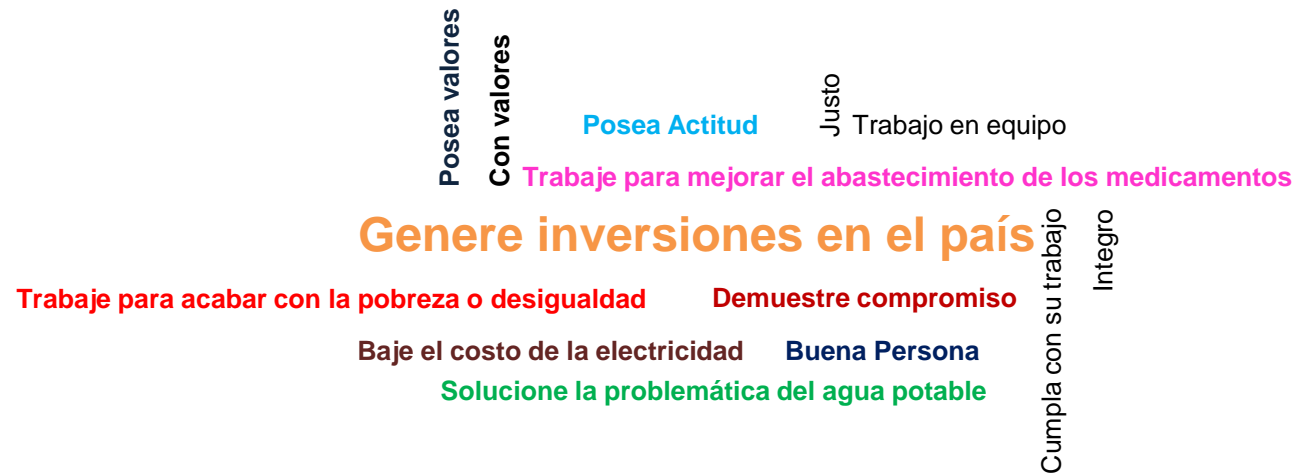 Posea valores
Con valores
Posea Actitud
Justo
Trabajo en equipo
Trabaje para mejorar el abastecimiento de los medicamentos
Genere inversiones en el país
Cumpla con su trabajo
Integro
Trabaje para acabar con la pobreza o desigualdad
Demuestre compromiso
Baje el costo de la electricidad
Buena Persona
Solucione la problemática del agua potable